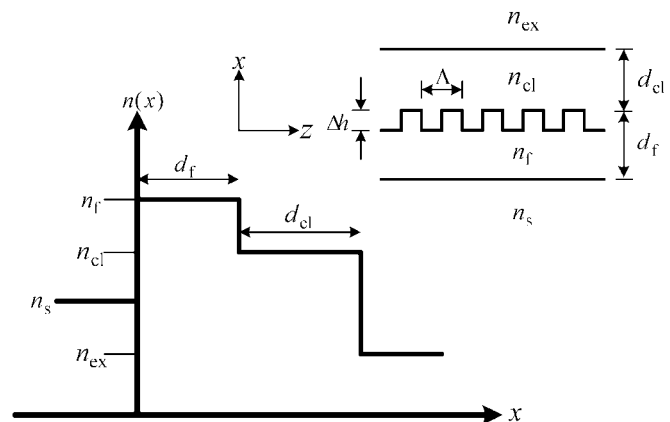 n_ex
x
Λ
n_cl
d_cl
n(x)
Δh
z
d_f
d_f
n_f
n_f
d_cl
n_s
n_cl
n_s
n_ex
x